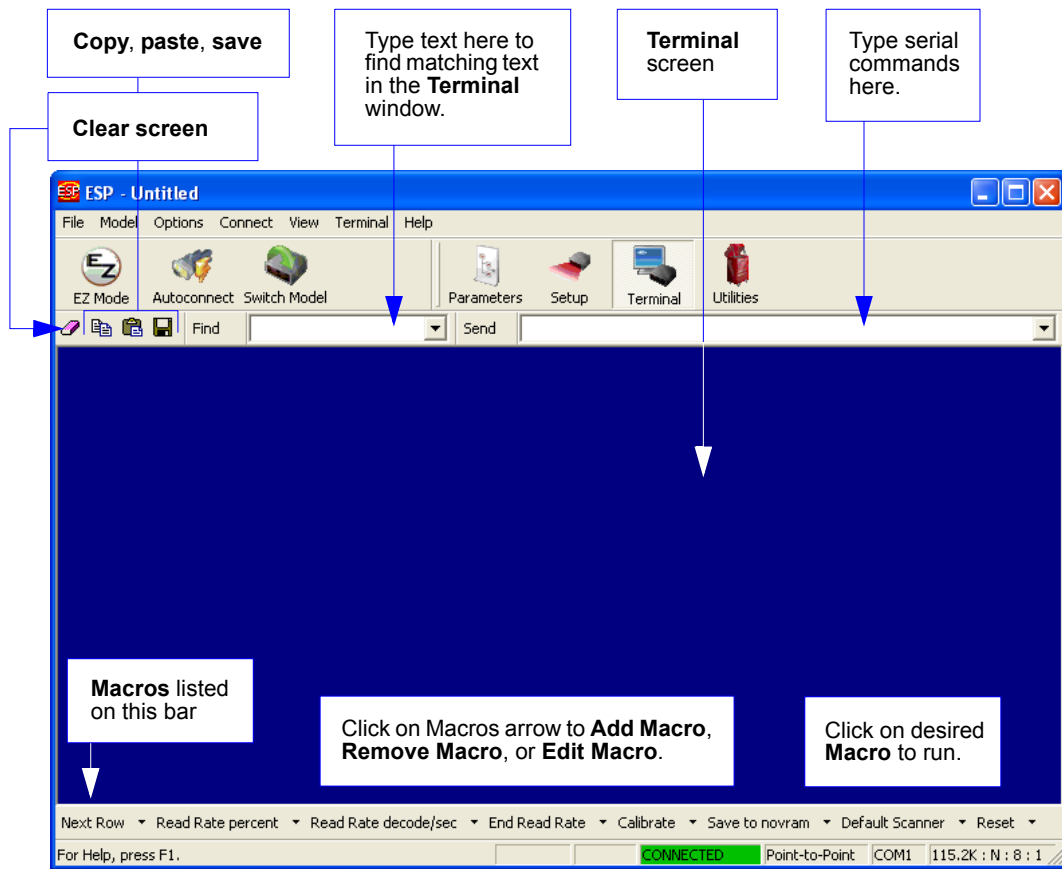 Copy, paste, save
Clear screen
Type text here to
find matching text
in the Terminal
window.
Terminal
screen
Type serial
commands
here.
ESP - Untitled
File Model Options Connect View Terminal Help
EZ
EZ Mode Autoconnect Switch Model Parameters Setup Terminal Utilities
Find Send
Macros listed
on this bar
Click on Macros arrow to Add Macro,
Remove Macro, or Edit Macro.
Click on desired
Macro to run.
Next Row Read Rate percent Read Rate decode/sec End Read Rate Calibrate Save to novram Default Scanner Reset
For Help, press F1. CONNECTED Point-to-Point COM1 115.2K : N : 8 : 1